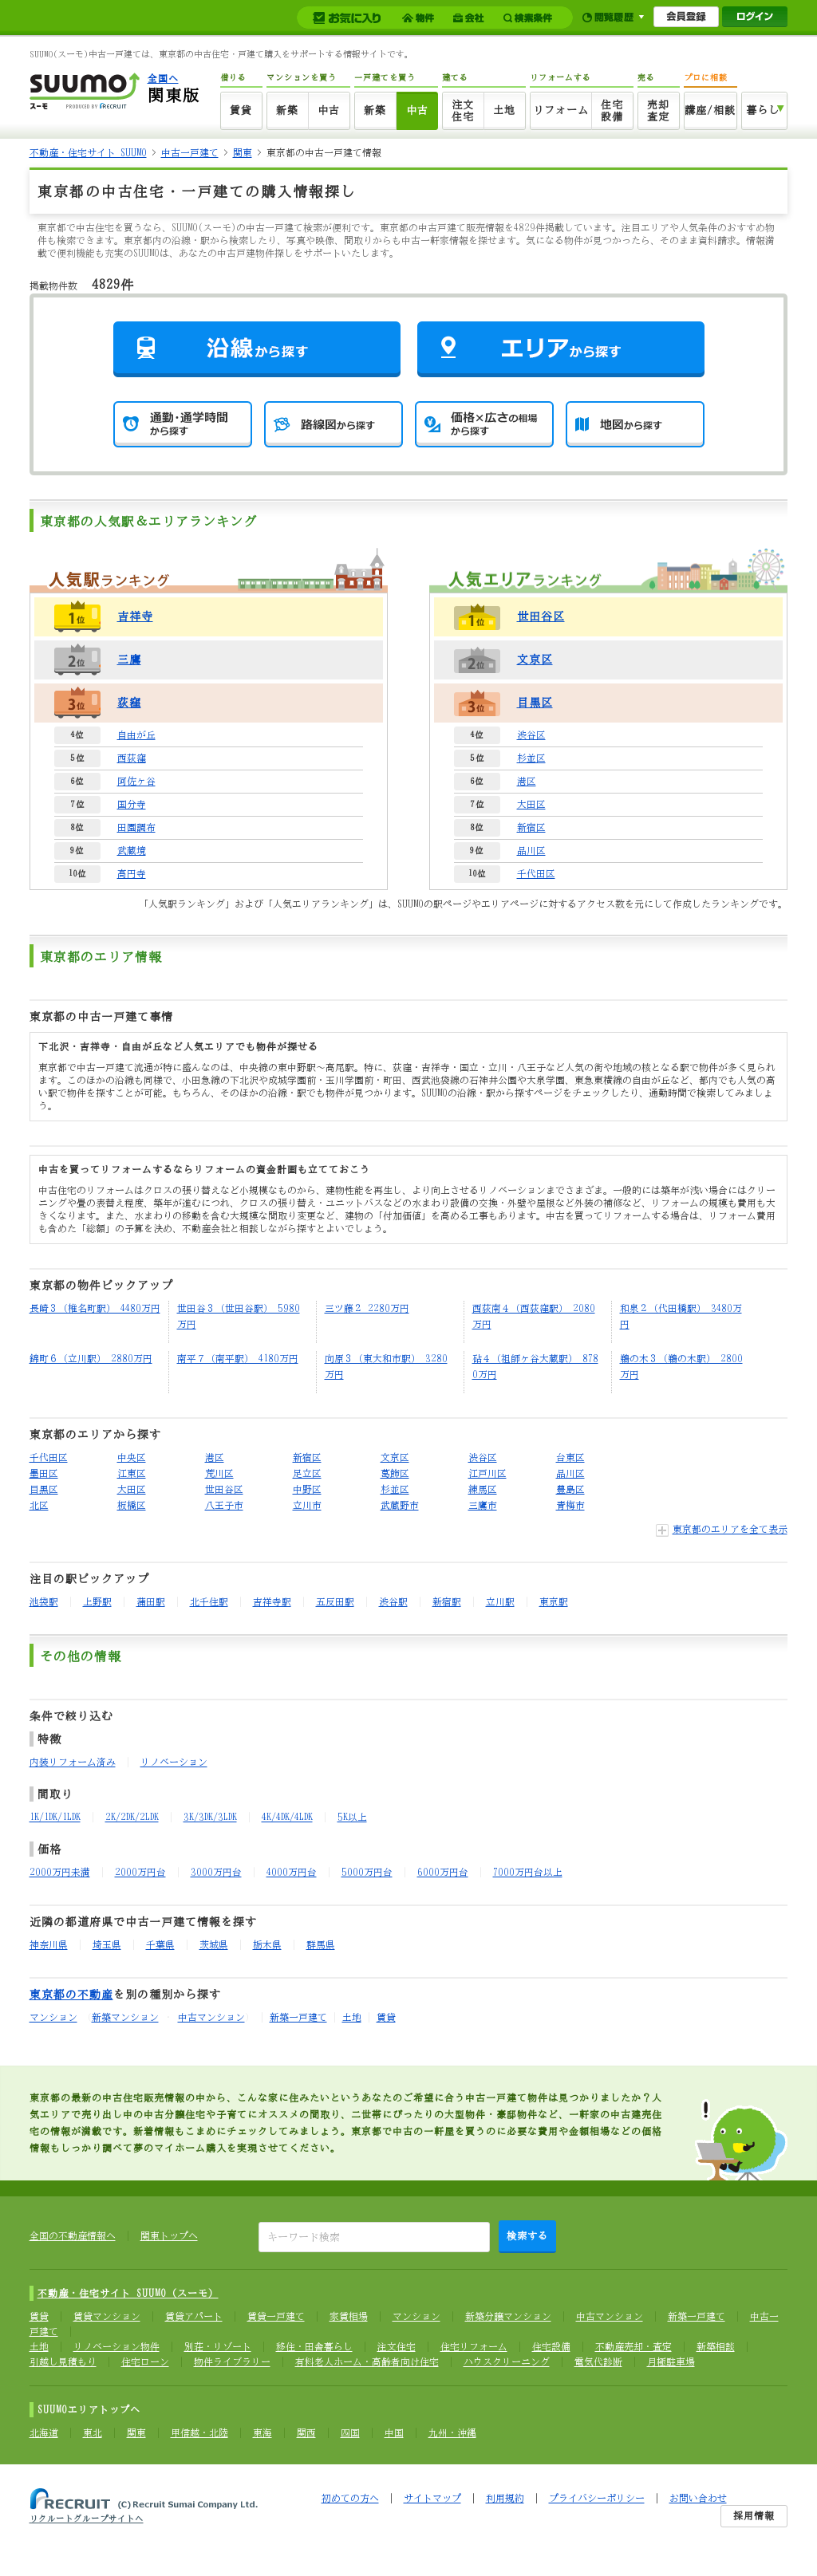 お気に入り 物件 会社 検索条件 閲覧履歴 会員登録 ログイン
SUUMO(スーモ)中古一戸建ては、東京都の中古住宅・戸建て購入をサポートする情報サイトです。
SUUMO スーモ PRODUCED BY RECRUIT
全国へ
関東版
借りる マンションを買う 一戸建てを買う 建てる リフォームする 売る プロに相談
賃貸 新築 中古 新築 中古 注文住宅 土地 リフォーム 住宅設備 売却査定 講座/相談 暮らし
不動産・住宅サイト SUUMO > 中古一戸建て > 関東 > 東京都の中古一戸建て情報
東京都の中古住宅・一戸建ての購入情報探し
東京都で中古住宅を買うなら、SUUMO(スーモ)の中古一戸建て検索が便利です。東京都の中古戸建て販売情報を4829件掲載しています。注目エリアや人気条件のおすすめ物
件も検索できます。東京都内の沿線・駅から検索したり、写真や映像、間取りからも中古一軒家情報を探せます。気になる物件が見つかったら、そのまま資料請求。情報満
載で便利機能も充実のSUUMOは、あなたの中古戸建物件探しをサポートいたします。
掲載物件数 4829件
沿線から探す
エリアから探す
通勤・通学時間から探す
路線図から探す
価格×広さの相場から探す
地図から探す
東京都の人気駅＆エリアランキング
人気駅ランキング
1位 吉祥寺
2位 三鷹
3位 荻窪
4位 自由が丘
5位 西荻窪
6位 阿佐ヶ谷
7位 国分寺
8位 田園調布
9位 武蔵境
10位 高円寺
人気エリアランキング
1位 世田谷区
2位 文京区
3位 目黒区
4位 渋谷区
5位 杉並区
6位 港区
7位 大田区
8位 新宿区
9位 品川区
10位 千代田区
「人気駅ランキング」および「人気エリアランキング」は、SUUMOの駅ページやエリアページに対するアクセス数を元にして作成したランキングです。
東京都のエリア情報
東京都の中古一戸建て事情
下北沢・吉祥寺・自由が丘など人気エリアでも物件が探せる
東京都で中古一戸建て流通が特に盛んなのは、中央線の東中野駅～高尾駅。特に、荻窪・吉祥寺・国立・立川・八王子など人気の街や地域の核となる駅で物件が多く見られ
ます。このほかの沿線も同様で、小田急線の下北沢や成城学園前・玉川学園前・町田、西武池袋線の石神井公園や大泉学園、東急東横線の自由が丘など、都内でも人気の高
い駅で物件を探すことが可能。もちろん、そのほかの沿線・駅でも物件が見つかります。SUUMOの沿線・駅から探すページをチェックしたり、通勤時間で検索してみましょ
う。
中古を買ってリフォームするならリフォームの資金計画も立てておこう
中古住宅のリフォームはクロスの張り替えなど小規模なものから、建物性能を再生し、より向上させるリノベーションまでさまざま。一般的には築年が浅い場合にはクリー
ニングや畳の表替え程度、築年が進むにつれ、クロスの張り替え・ユニットバスなどの水まわり設備の交換・外壁や屋根など外装の補修など、リフォームの規模も費用も大
きくなります。また、水まわりの移動を含む大規模な間取り変更など、建物の「付加価値」を高める工事もあります。中古を買ってリフォームする場合は、リフォーム費用
も含めた「総額」の予算を決め、不動産会社と相談しながら探すとよいでしょう。
東京都の物件ピックアップ
長崎３（椎名町駅） 4480万円
世田谷３（世田谷駅） 5980万円
三ツ藤２ 2280万円
西荻南４（西荻窪駅） 2080万円
和泉２（代田橋駅） 3480万円
錦町６（立川駅） 2880万円
南平７（南平駅） 4180万円
向原３（東大和市駅） 3280万円
砧４（祖師ヶ谷大蔵駅） 8780万円
鵜の木３（鵜の木駅） 2800万円
東京都のエリアから探す
千代田区 中央区 港区 新宿区 文京区 渋谷区 台東区
墨田区 江東区 荒川区 足立区 葛飾区 江戸川区 品川区
目黒区 大田区 世田谷区 中野区 杉並区 練馬区 豊島区
北区 板橋区 八王子市 立川市 武蔵野市 三鷹市 青梅市
東京都のエリアを全て表示
注目の駅ピックアップ
池袋駅 上野駅 蒲田駅 北千住駅 吉祥寺駅 五反田駅 渋谷駅 新宿駅 立川駅 東京駅
その他の情報
条件で絞り込む
特徴
内装リフォーム済み リノベーション
間取り
1K/1DK/1LDK 2K/2DK/2LDK 3K/3DK/3LDK 4K/4DK/4LDK 5K以上
価格
2000万円未満 2000万円台 3000万円台 4000万円台 5000万円台 6000万円台 7000万円台以上
近隣の都道府県で中古一戸建て情報を探す
神奈川県 埼玉県 千葉県 茨城県 栃木県 群馬県
東京都の不動産を別の種別から探す
マンション 新築マンション 中古マンション 新築一戸建て 土地 賃貸
東京都の最新の中古住宅販売情報の中から、こんな家に住みたいというあなたのご希望に合う中古一戸建て物件は見つかりましたか？人
気エリアで売り出し中の中古分譲住宅や子育てにオススメの間取り、二世帯にぴったりの大型物件・豪邸物件など、一軒家の中古建売住
宅の情報が満載です。新着情報もこまめにチェックしてみましょう。東京都で中古の一軒屋を買うのに必要な費用や金額相場などの価格
情報もしっかり調べて夢のマイホーム購入を実現させてください。
全国の不動産情報へ 関東トップへ キーワード検索 検索する
不動産・住宅サイト SUUMO（スーモ）
賃貸 賃貸マンション 賃貸アパート 賃貸一戸建て 家賃相場 マンション 新築分譲マンション 中古マンション 新築一戸建て 中古一
戸建て
土地 リノベーション物件 別荘・リゾート 移住・田舎暮らし 注文住宅 住宅リフォーム 住宅設備 不動産売却・査定 新築相談
引越し見積もり 住宅ローン 物件ライブラリー 有料老人ホーム・高齢者向け住宅 ハウスクリーニング 電気代診断 月極駐車場
SUUMOエリアトップへ
北海道 東北 関東 甲信越・北陸 東海 関西 四国 中国 九州・沖縄
RECRUIT (C) Recruit Sumai Company Ltd.
リクルートグループサイトへ
初めての方へ | サイトマップ | 利用規約 | プライバシーポリシー | お問い合わせ
採用情報